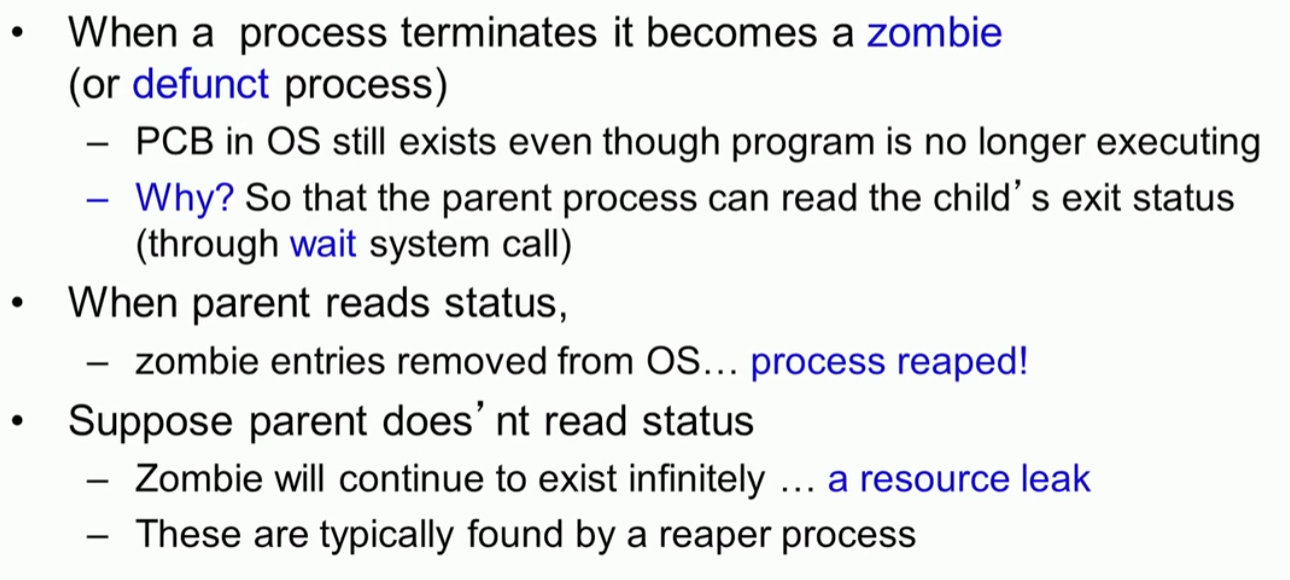 • When a process terminates it becomes a zombie
(or defunct process)
– PCB in OS still exists even though program is no longer executing
– Why? So that the parent process can read the child’s exit status
(through wait system call)
• When parent reads status,
– zombie entries removed from OS… process reaped!
• Suppose parent does’nt read status
– Zombie will continue to exist infinitely … a resource leak
– These are typically found by a reaper process